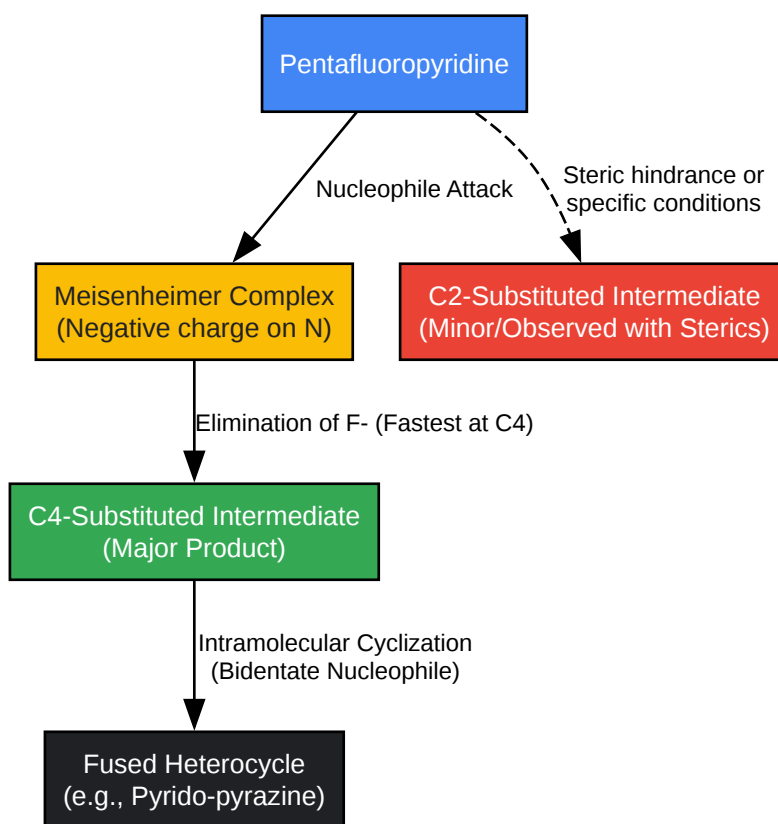 Pentafluoropyridine
Nucleophile Attack
Steric hindrance or
specific conditions
Meisenheimer Complex
(Negative charge on N)
C2-Substituted Intermediate
(Minor/Observed with Sterics)
Elimination of F- (Fastest at C4)
C4-Substituted Intermediate
(Major Product)
Intramolecular Cyclization
(Bidentate Nucleophile)
Fused Heterocycle
(e.g., Pyrido-pyrazine)